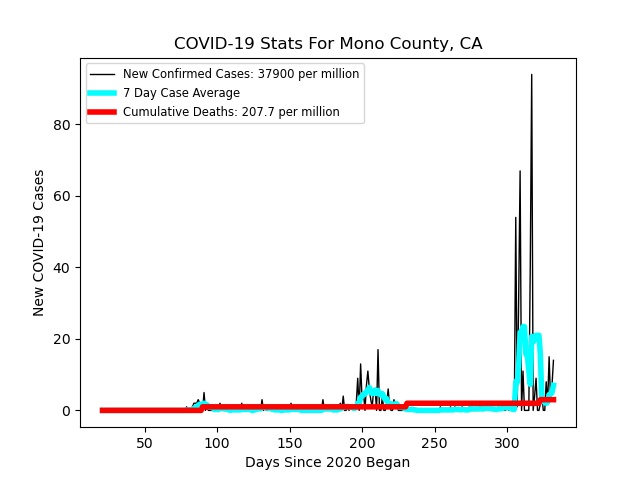 COVID-19 Stats For Mono County, CA
New Confirmed Cases: 37900 per million
7 Day Case Average
Cumulative Deaths: 207.7 per million
New COVID-19 Cases
80
60
40
20
0
50 100 150 200 250 300
Days Since 2020 Began